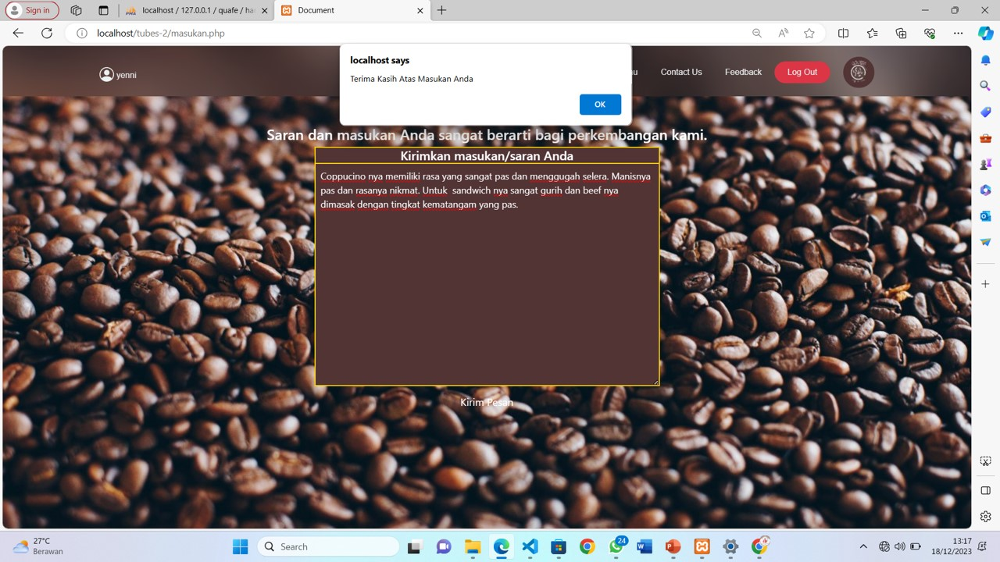 Sign in
localhost / 127.0.0.1 / quafe / ha
Document
localhost/tubes-2/masukan.php
yenni
Contact Us
Feedback
Log Out
localhost says
Terima Kasih Atas Masukan Anda
OK
Saran dan masukan Anda sangat berarti bagi perkembangan kami.
Kirimkan masukan/saran Anda
Coppucino nya memiliki rasa yang sangat pas dan menggugah selera. Manisnya
pas dan rasanya nikmat. Untuk  sandwich nya sangat gurih dan beef nya
dimasak dengan tingkat kematangam yang pas.
Kirim Pesan
27°C
Berawan
Search
24
13:17
18/12/2023